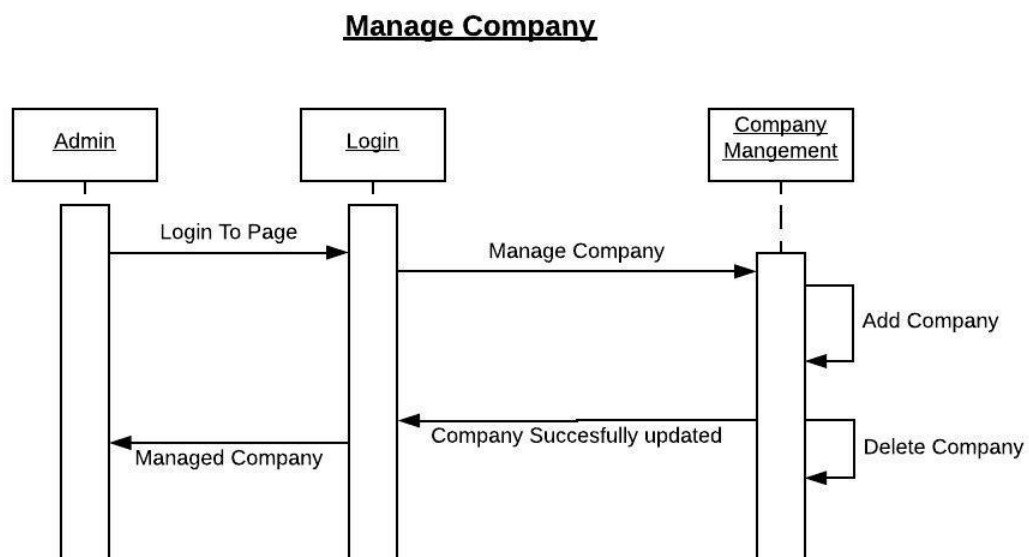 Manage Company
Admin
Login
Company
Mangement
Login To Page
Manage Company
Add Company
Company Succesfully updated
Delete Company
Managed Company